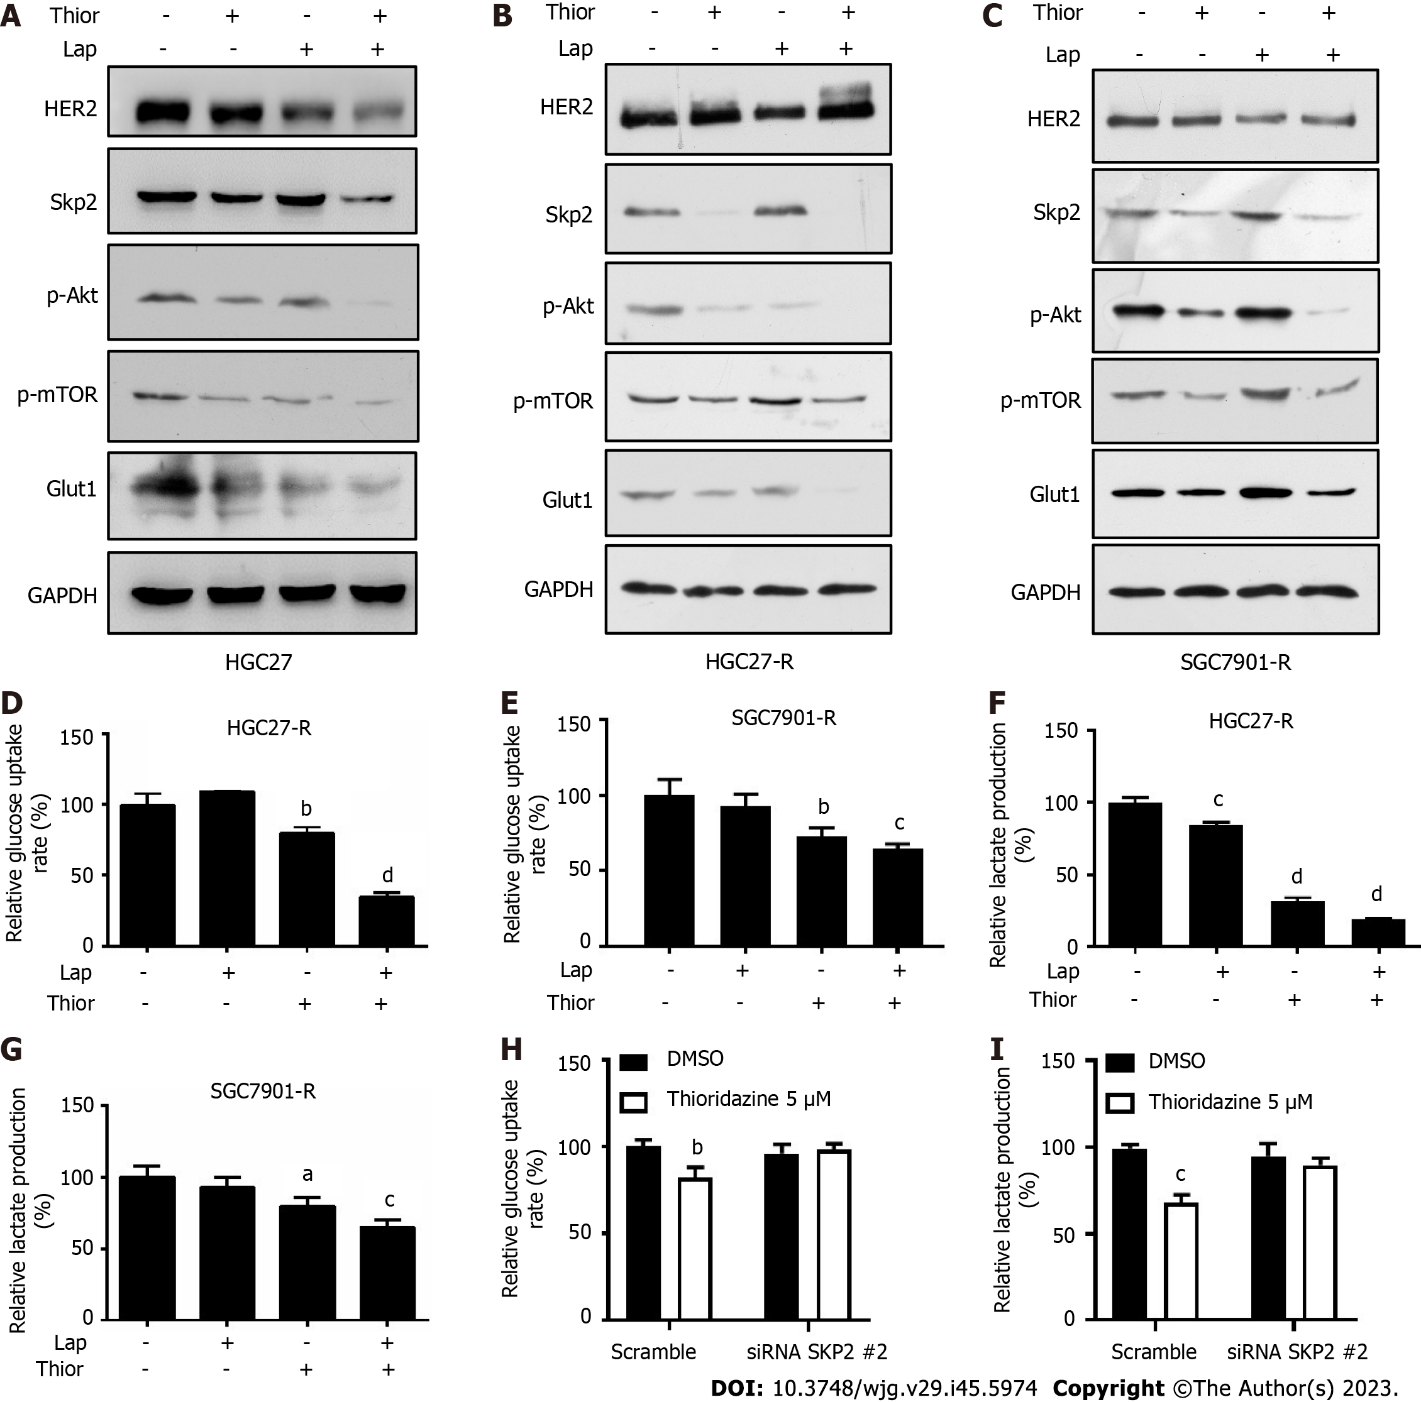 A
Thior - + - +
Lap - - + +
HER2
Skp2
p-Akt
p-mTOR
Glut1
GAPDH
HGC27
B
Thior - + - +
Lap - - + +
HER2
Skp2
p-Akt
p-mTOR
Glut1
GAPDH
HGC27-R
C
Thior - + - +
Lap - - + +
HER2
Skp2
p-Akt
p-mTOR
Glut1
GAPDH
SGC7901-R
D
HGC27-R
Relative glucose uptake
rate (%)
150
100
50
0
b
d
Lap - + - +
Thior - - + +
E
SGC7901-R
Relative glucose uptake
rate (%)
150
100
50
0
b
c
Lap - + - +
Thior - - + +
F
HGC27-R
Relative lactate production
(%)
150
100
50
0
c
d
d
Lap - + - +
Thior - - + +
G
SGC7901-R
Relative lactate production
(%)
150
100
50
0
a
c
Lap - + - +
Thior - - + +
H
DMSO
Thioridazine 5 µM
Relative glucose uptake
rate (%)
150
100
50
0
b
Scramble siRNA SKP2 #2
I
DMSO
Thioridazine 5 µM
Relative lactate production
(%)
150
100
50
0
c
Scramble siRNA SKP2 #2
DOI: 10.3748/wjg.v29.i45.5974 Copyright ©The Author(s) 2023.